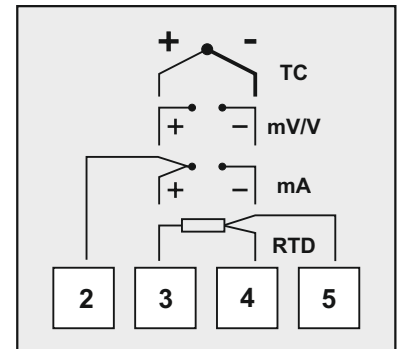 + -
TC
+ − mV/V
+ − mA
RTD
2 3 4 5